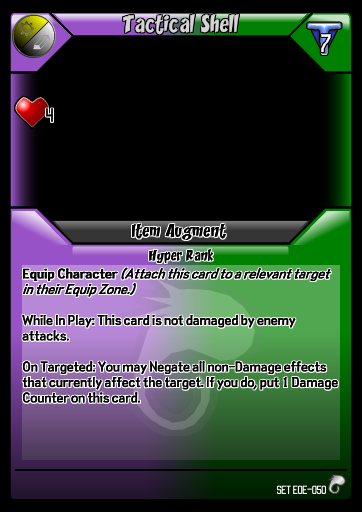 Tactical Shell
7
4
Item Augment
Hyper Rank
Equip Character (Attach this card to a relevant target
in their Equip Zone.)
While In Play: This card is not damaged by enemy
attacks.
On Targeted: You may Negate all non-Damage effects
that currently affect the target. If you do, put 1 Damage
Counter on this card.
SET EOE-050